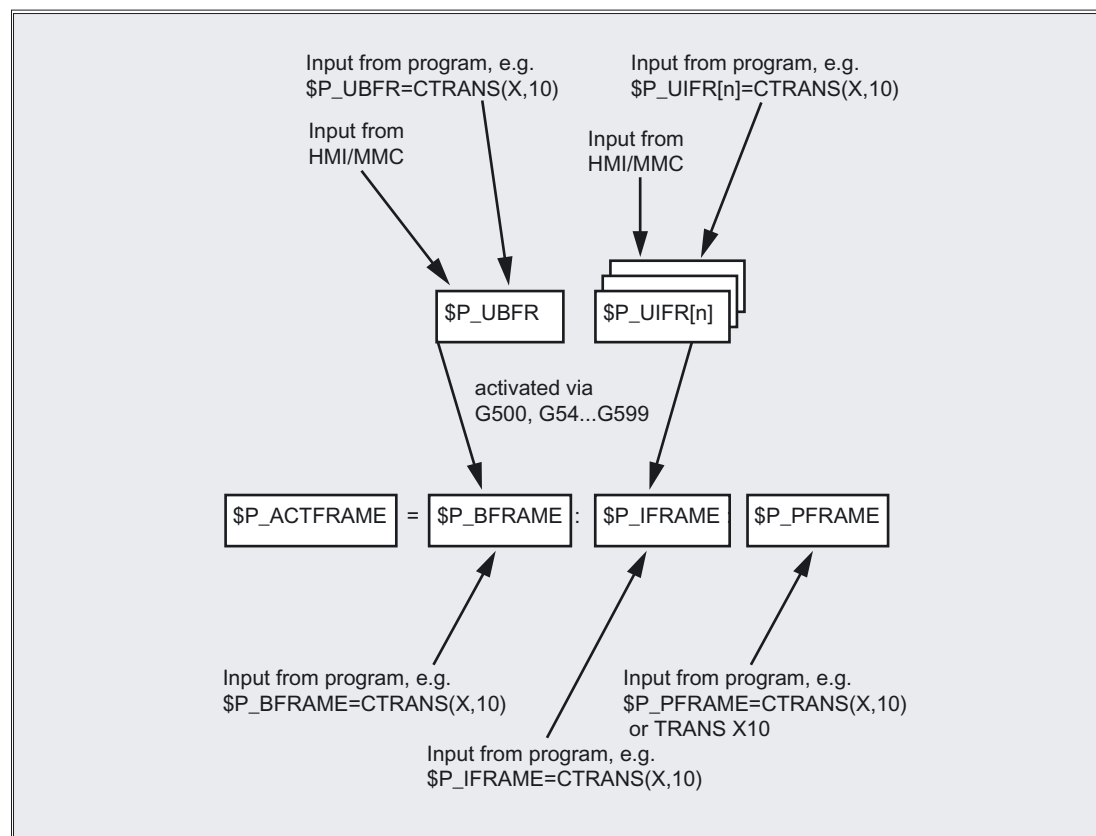 Input from program, e.g.
$P_UBFR=CTRANS(X,10)
Input from program, e.g.
$P_UIFR[n]=CTRANS(X,10)
Input from
HMI/MMC
Input from
HMI/MMC
$P_UBFR
$P_UIFR[n]
activated via
G500, G54...G599
$P_ACTFRAME = $P_BFRAME : $P_IFRAME : $P_PFRAME
Input from program, e.g.
$P_BFRAME=CTRANS(X,10)
Input from program, e.g.
$P_PFRAME=CTRANS(X,10)
or TRANS X10
Input from program, e.g.
$P_IFRAME=CTRANS(X,10)